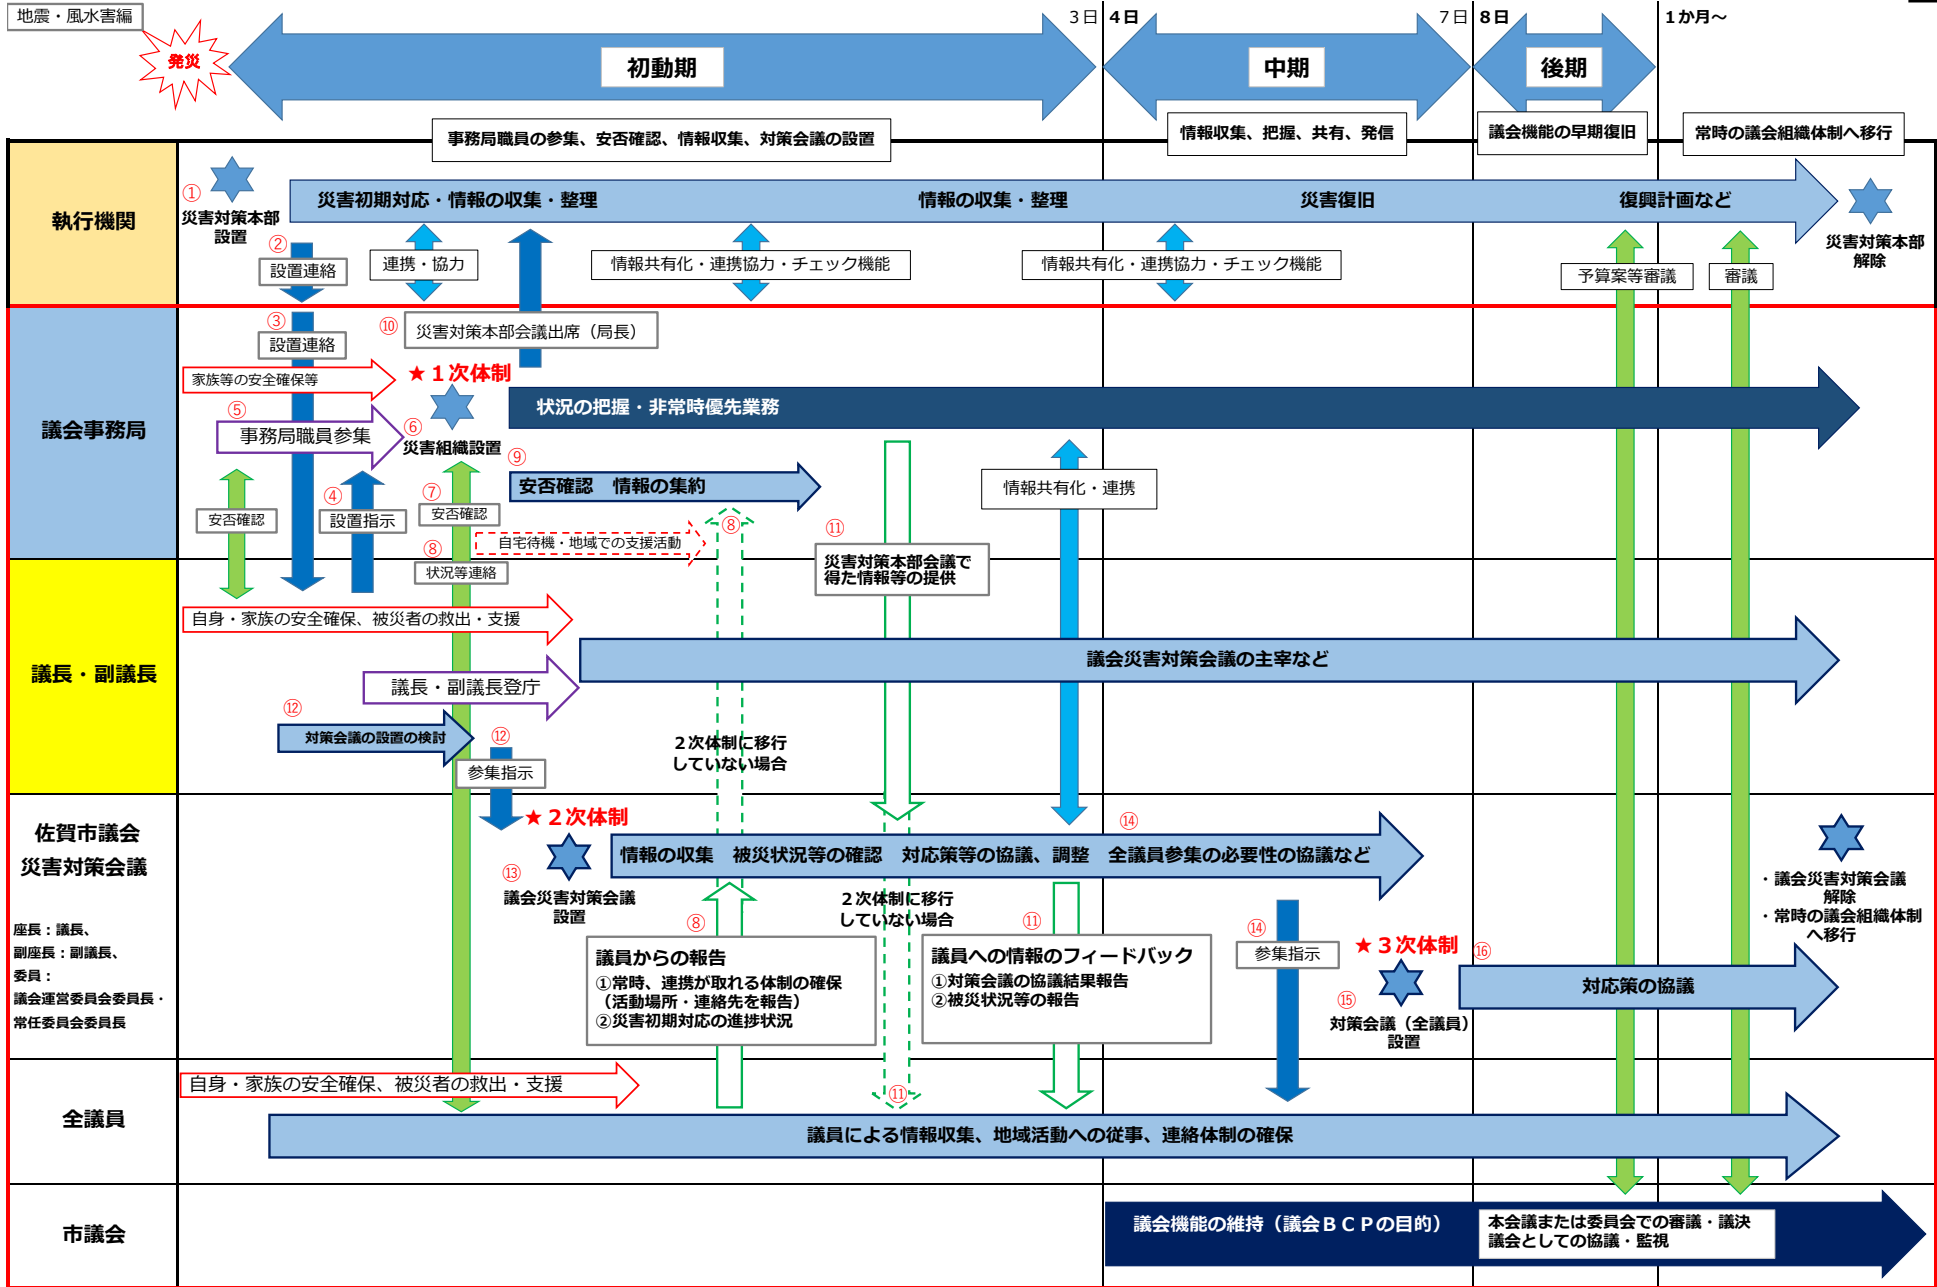 地震・風水害編
発災
3日
4日
7日
8日
1か月～
初動期
中期
後期
事務局職員の参集、安否確認、情報収集、対策会議の設置
情報収集、把握、共有、発信
議会機能の早期復旧
常時の議会組織体制へ移行
執行機関
①
災害対策本部
設置
災害初期対応・情報の収集・整理
情報の収集・整理
災害復旧
復興計画など
災害対策本部
解除
②
設置連絡
連携・協力
情報共有化・連携協力・チェック機能
情報共有化・連携協力・チェック機能
予算案等審議
審議
議会事務局
③
設置連絡
⑩
災害対策本部会議出席（局長）
家族等の安全確保等
★１次体制
⑤
事務局職員参集
⑥
災害組織設置
状況の把握・非常時優先業務
④
設置指示
安否確認
⑦
安否確認
⑧
状況等連絡
⑨
安否確認　情報の集約
自宅待機・地域での支援活動
⑧
⑪
災害対策本部会議で
得た情報等の提供
情報共有化・連携
議長・副議長
自身・家族の安全確保、被災者の救出・支援
議会災害対策会議の主宰など
議長・副議長登庁
⑫
対策会議の設置の検討
⑫
参集指示
２次体制に移行
していない場合
佐賀市議会
災害対策会議
座長：議長、
副座長：副議長、
委員：
議会運営委員会委員長・
常任委員会委員長
★２次体制
⑬
議会災害対策会議
設置
⑭
情報の収集　被災状況等の確認　対応策等の協議、調整　全議員参集の必要性の協議など
２次体制に移行
していない場合
⑧
議員からの報告
①常時、連携が取れる体制の確保
（活動場所・連絡先を報告）
②災害初期対応の進捗状況
⑪
議員への情報のフィードバック
①対策会議の協議結果報告
②被災状況等の報告
⑭
参集指示
★３次体制
⑮
対策会議（全議員）
設置
⑯
対応策の協議
・議会災害対策会議
解除
・常時の議会組織体制
へ移行
全議員
自身・家族の安全確保、被災者の救出・支援
⑪
議員による情報収集、地域活動への従事、連絡体制の確保
市議会
議会機能の維持（議会ＢＣＰの目的）
本会議または委員会での審議・議決
議会としての協議・監視